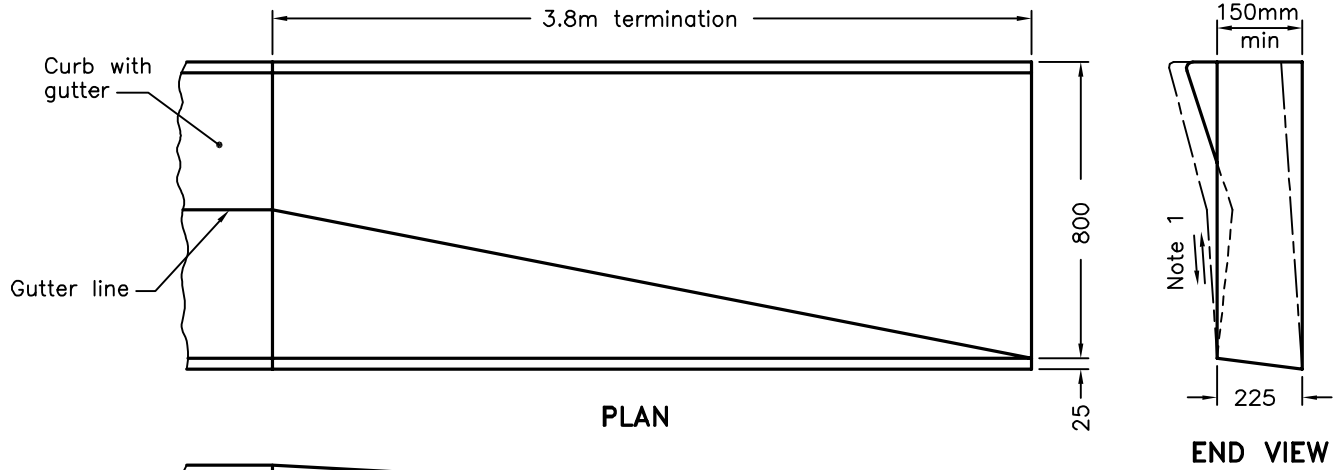 3.8m termination
150mm
min
Curb with
gutter
800
Note 1
Gutter line
225
25
PLAN
END VIEW